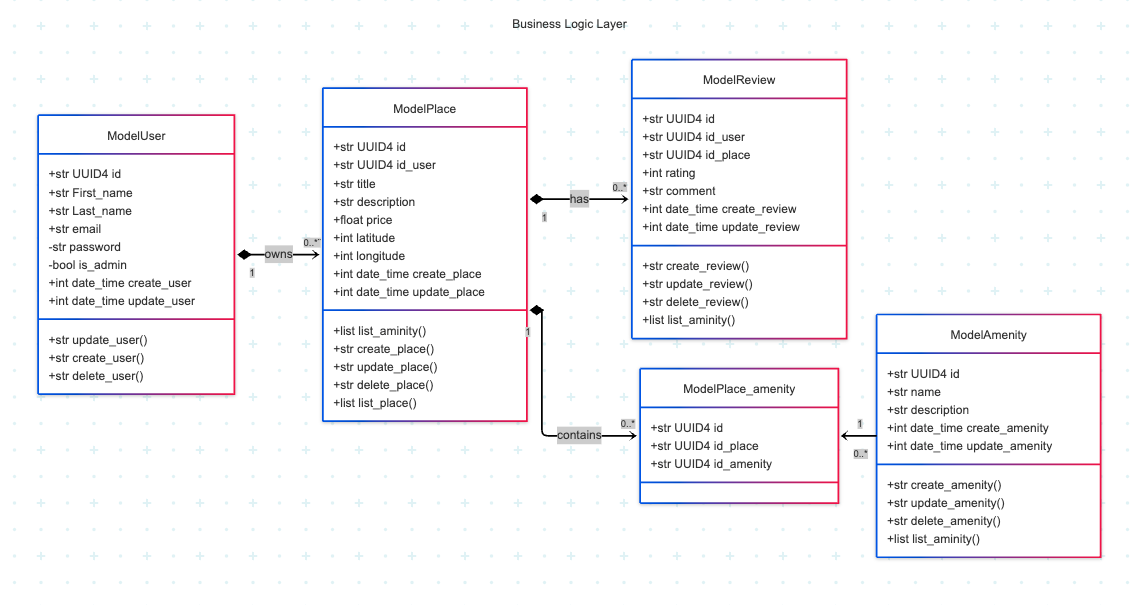 Business Logic Layer
ModelUser
+str UUID4 id
+str First_name
+str Last_name
+str email
-str password
-bool is_admin
+int date_time create_user
+int date_time update_user
+str update_user()
+str create_user()
+str delete_user()
owns
1
0..*
ModelPlace
+str UUID4 id
+str UUID4 id_user
+str title
+str description
+float price
+int latitude
+int longitude
+int date_time create_place
+int date_time update_place
+list list_aminity()
+str create_place()
+str update_place()
+str delete_place()
+list list_place()
has
1
0..*
ModelReview
+str UUID4 id
+str UUID4 id_user
+str UUID4 id_place
+int rating
+str comment
+int date_time create_review
+int date_time update_review
+str create_review()
+str update_review()
+str delete_review()
+list list_aminity()
1
contains
0..*
ModelPlace_amenity
+str UUID4 id
+str UUID4 id_place
+str UUID4 id_amenity
1
0..*
ModelAmenity
+str UUID4 id
+str name
+str description
+int date_time create_amenity
+int date_time update_amenity
+str create_amenity()
+str update_amenity()
+str delete_amenity()
+list list_aminity()